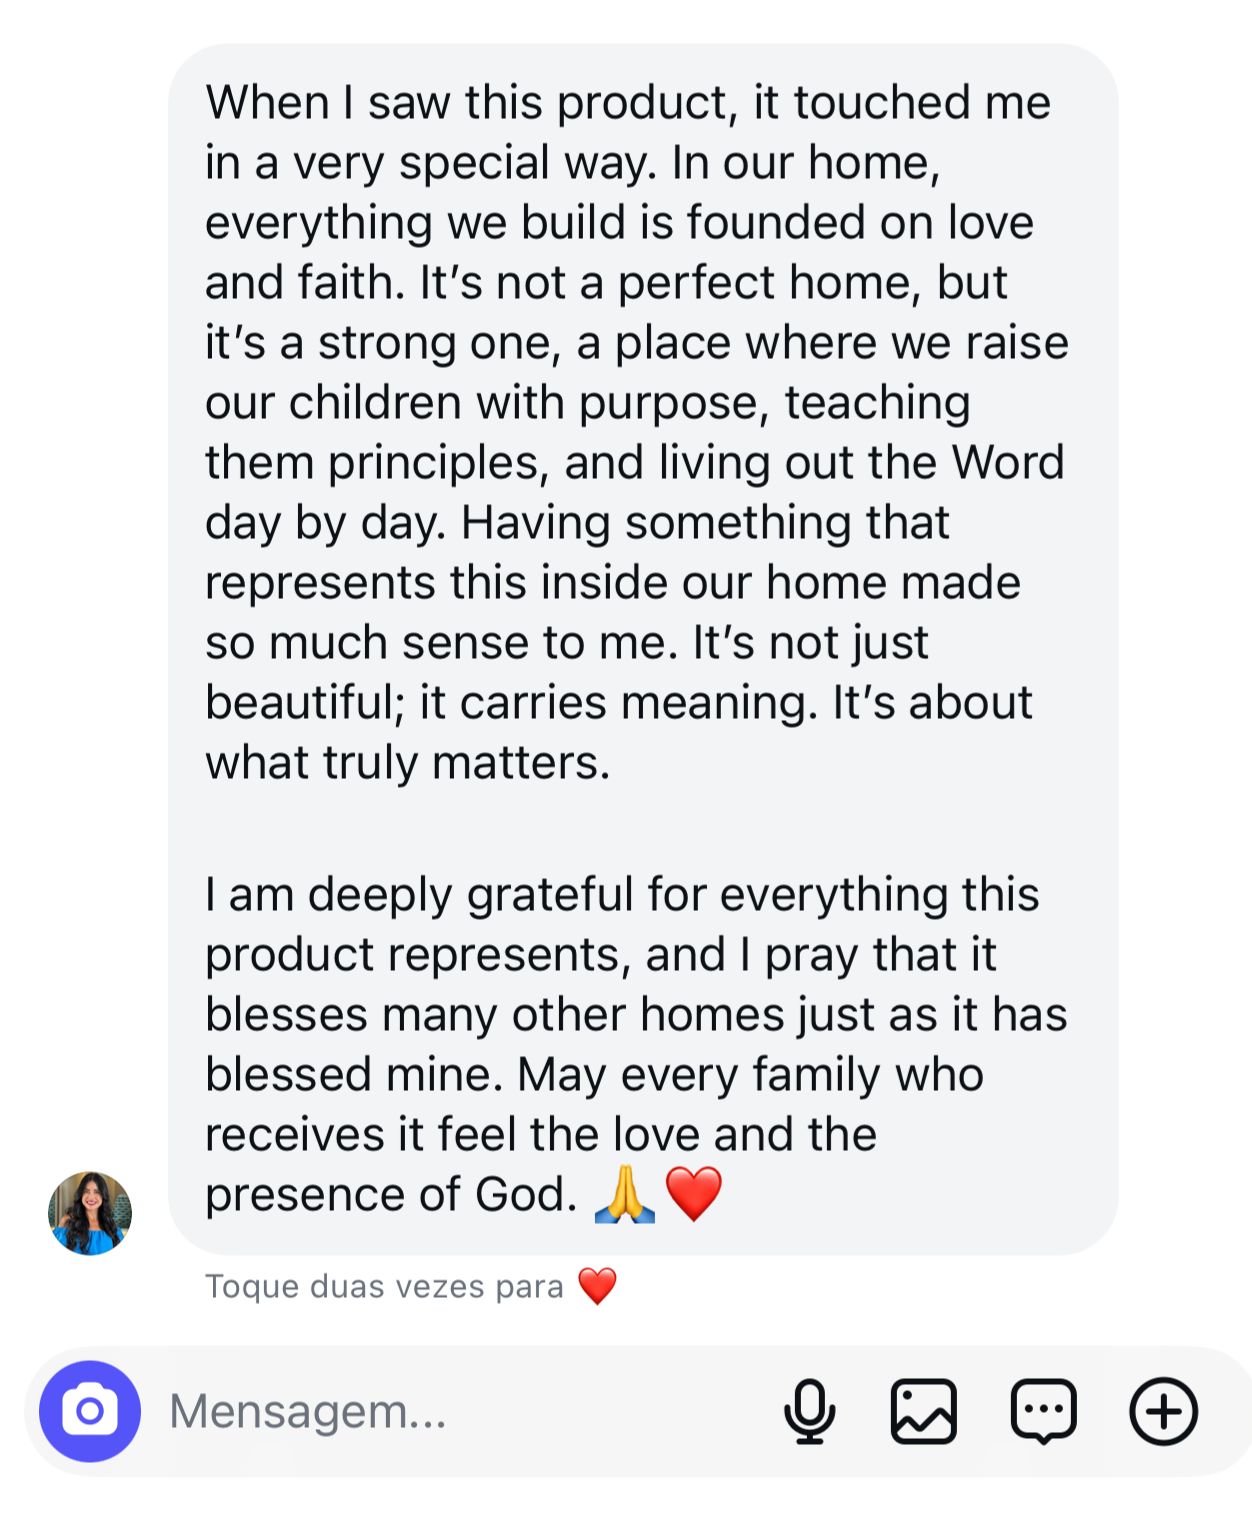 When I saw this product, it touched me
in a very special way. In our home,
everything we build is founded on love
and faith. It’s not a perfect home, but
it’s a strong one, a place where we raise
our children with purpose, teaching
them principles, and living out the Word
day by day. Having something that
represents this inside our home made
so much sense to me. It’s not just
beautiful; it carries meaning. It’s about
what truly matters.
I am deeply grateful for everything this
product represents, and I pray that it
blesses many other homes just as it has
blessed mine. May every family who
receives it feel the love and the
presence of God. 🙏❤️
Toque duas vezes para ❤️
Mensagem...